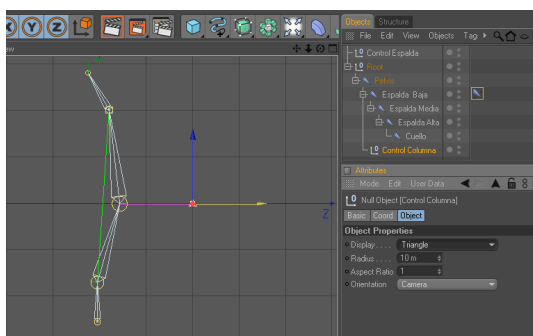 X Y Z
Objects Structure
File Edit View Objects Tag
ew
Control Espalda
Root
Pelvis
Espalda Baja
Espalda Media
Espalda Alta
Cuello
Control Columna
Attributes
Mode Edit User Data
Null Object [Control Columna]
Basic Coord. Object
Object Properties
Display . . . . Triangle
Radius . . . . 10 m
Aspect Ratio 1
Orientation Camera
Z